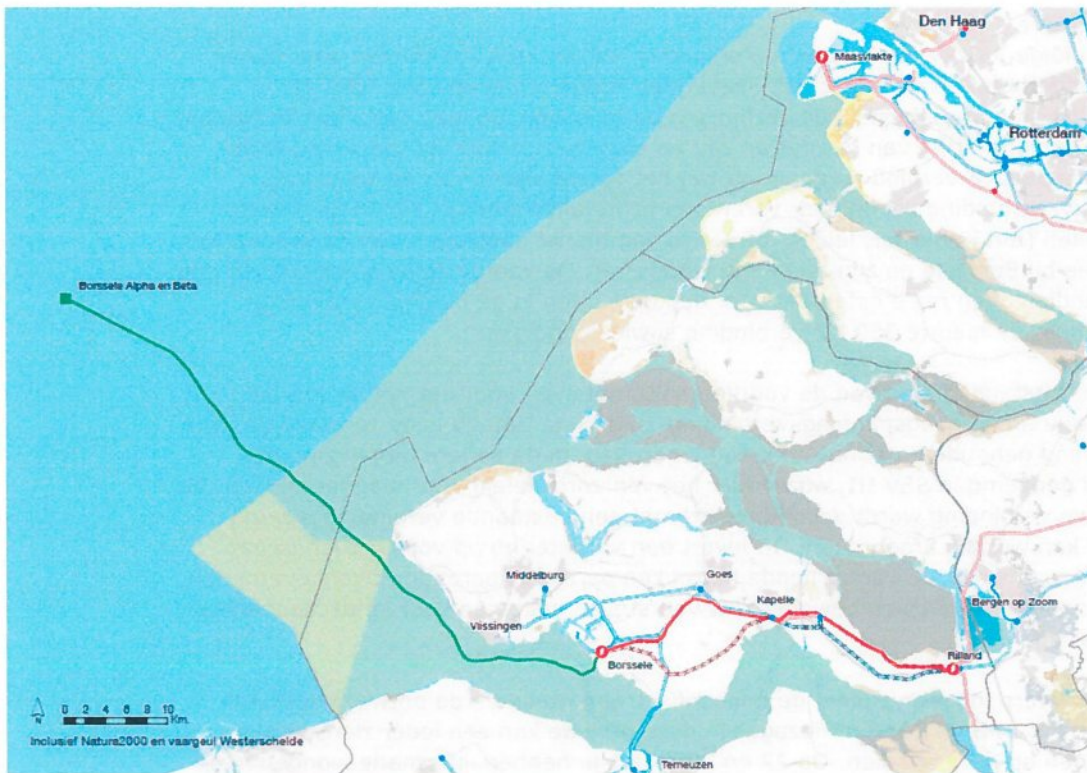 Den Haag
Maasvlakte
Rotterdam
Borssele Alpha en Beta
Middelburg
Goes
Kapelle
Bergen op Zoom
Vlissingen
Borssele
Rilland
N
0 2 4 6 8 10
Km.
Inclusief Natura2000 en vaargeul Westerschelde
Terneuzen